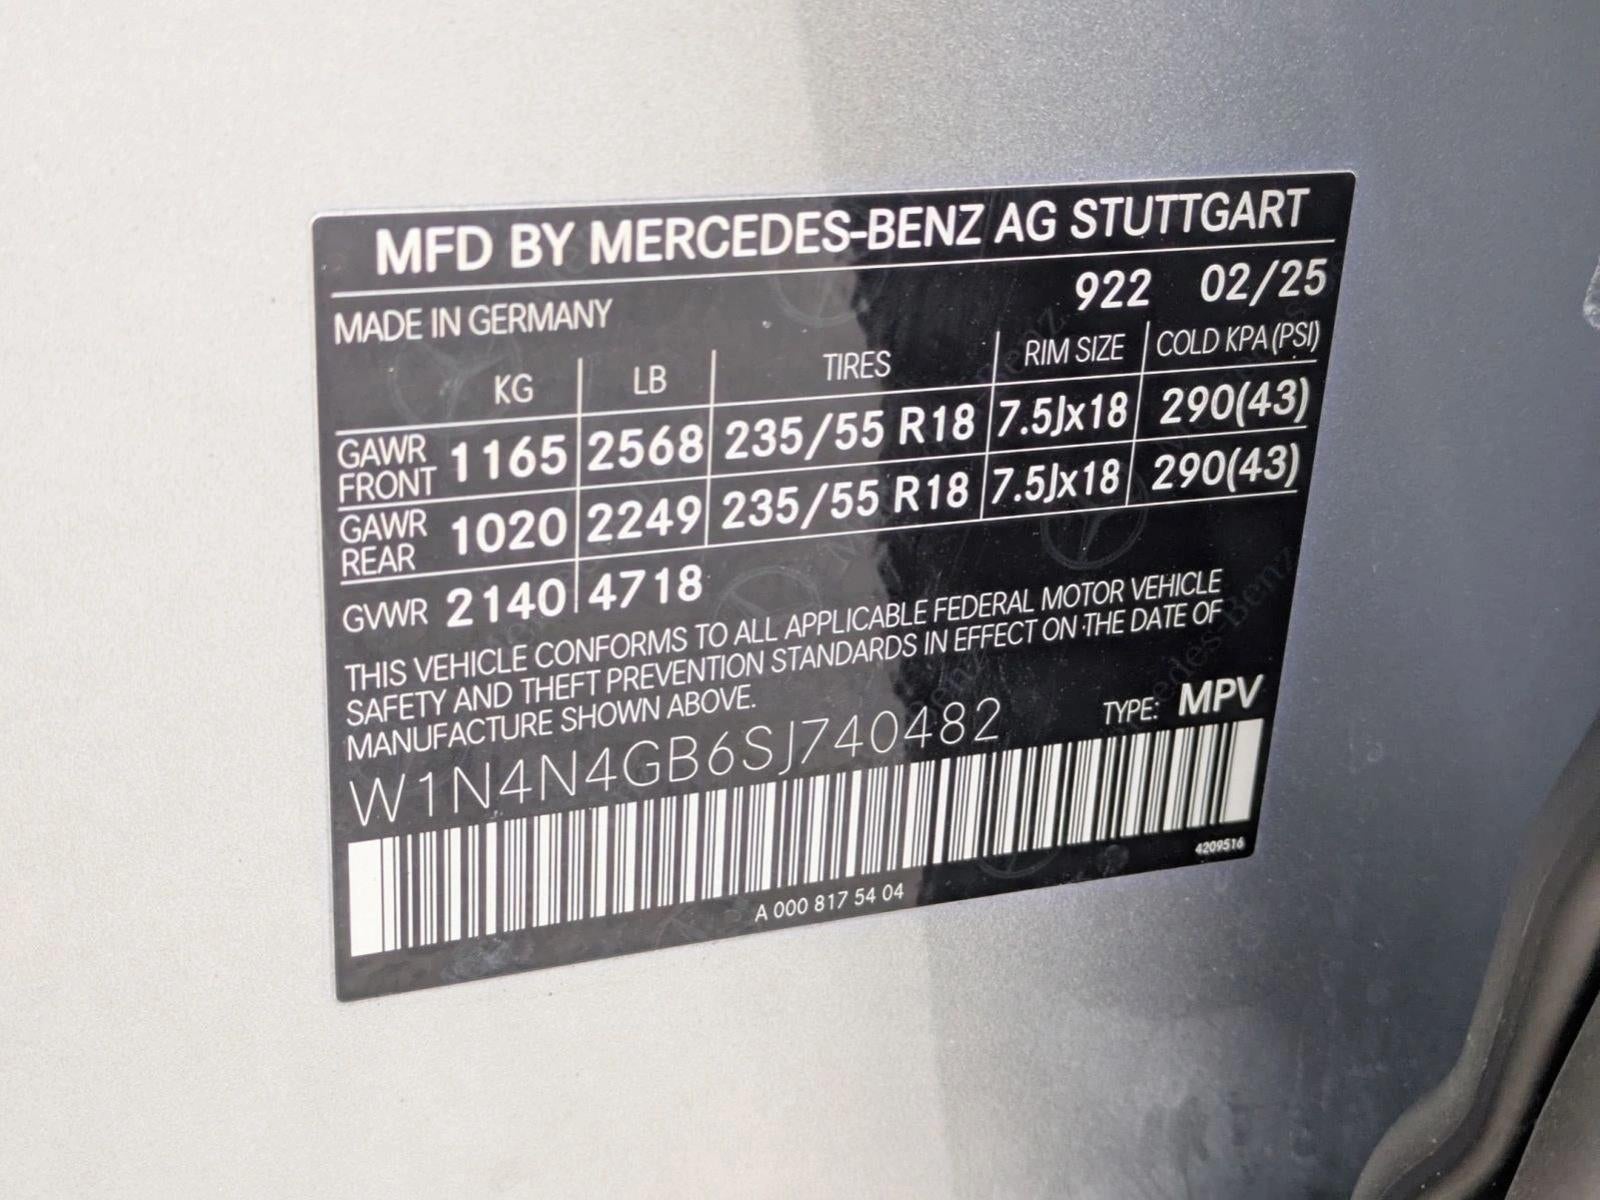 MFD BY MERCEDES-BENZ AG STUTTGART
922 02/25
MADE IN GERMANY
KG LB TIRES RIM SIZE COLD KPA (PSI)
GAWR FRONT 1165 2568 235/55 R18 7.5Jx18 290(43)
GAWR REAR 1020 2249 235/55 R18 7.5Jx18 290(43)
GVWR 2140 4718
THIS VEHICLE CONFORMS TO ALL APPLICABLE FEDERAL MOTOR VEHICLE
SAFETY AND THEFT PREVENTION STANDARDS IN EFFECT ON THE DATE OF
MANUFACTURE SHOWN ABOVE.
W1N4N4GB6SJ740482 TYPE: MPV
4209516
A 000 817 54 04